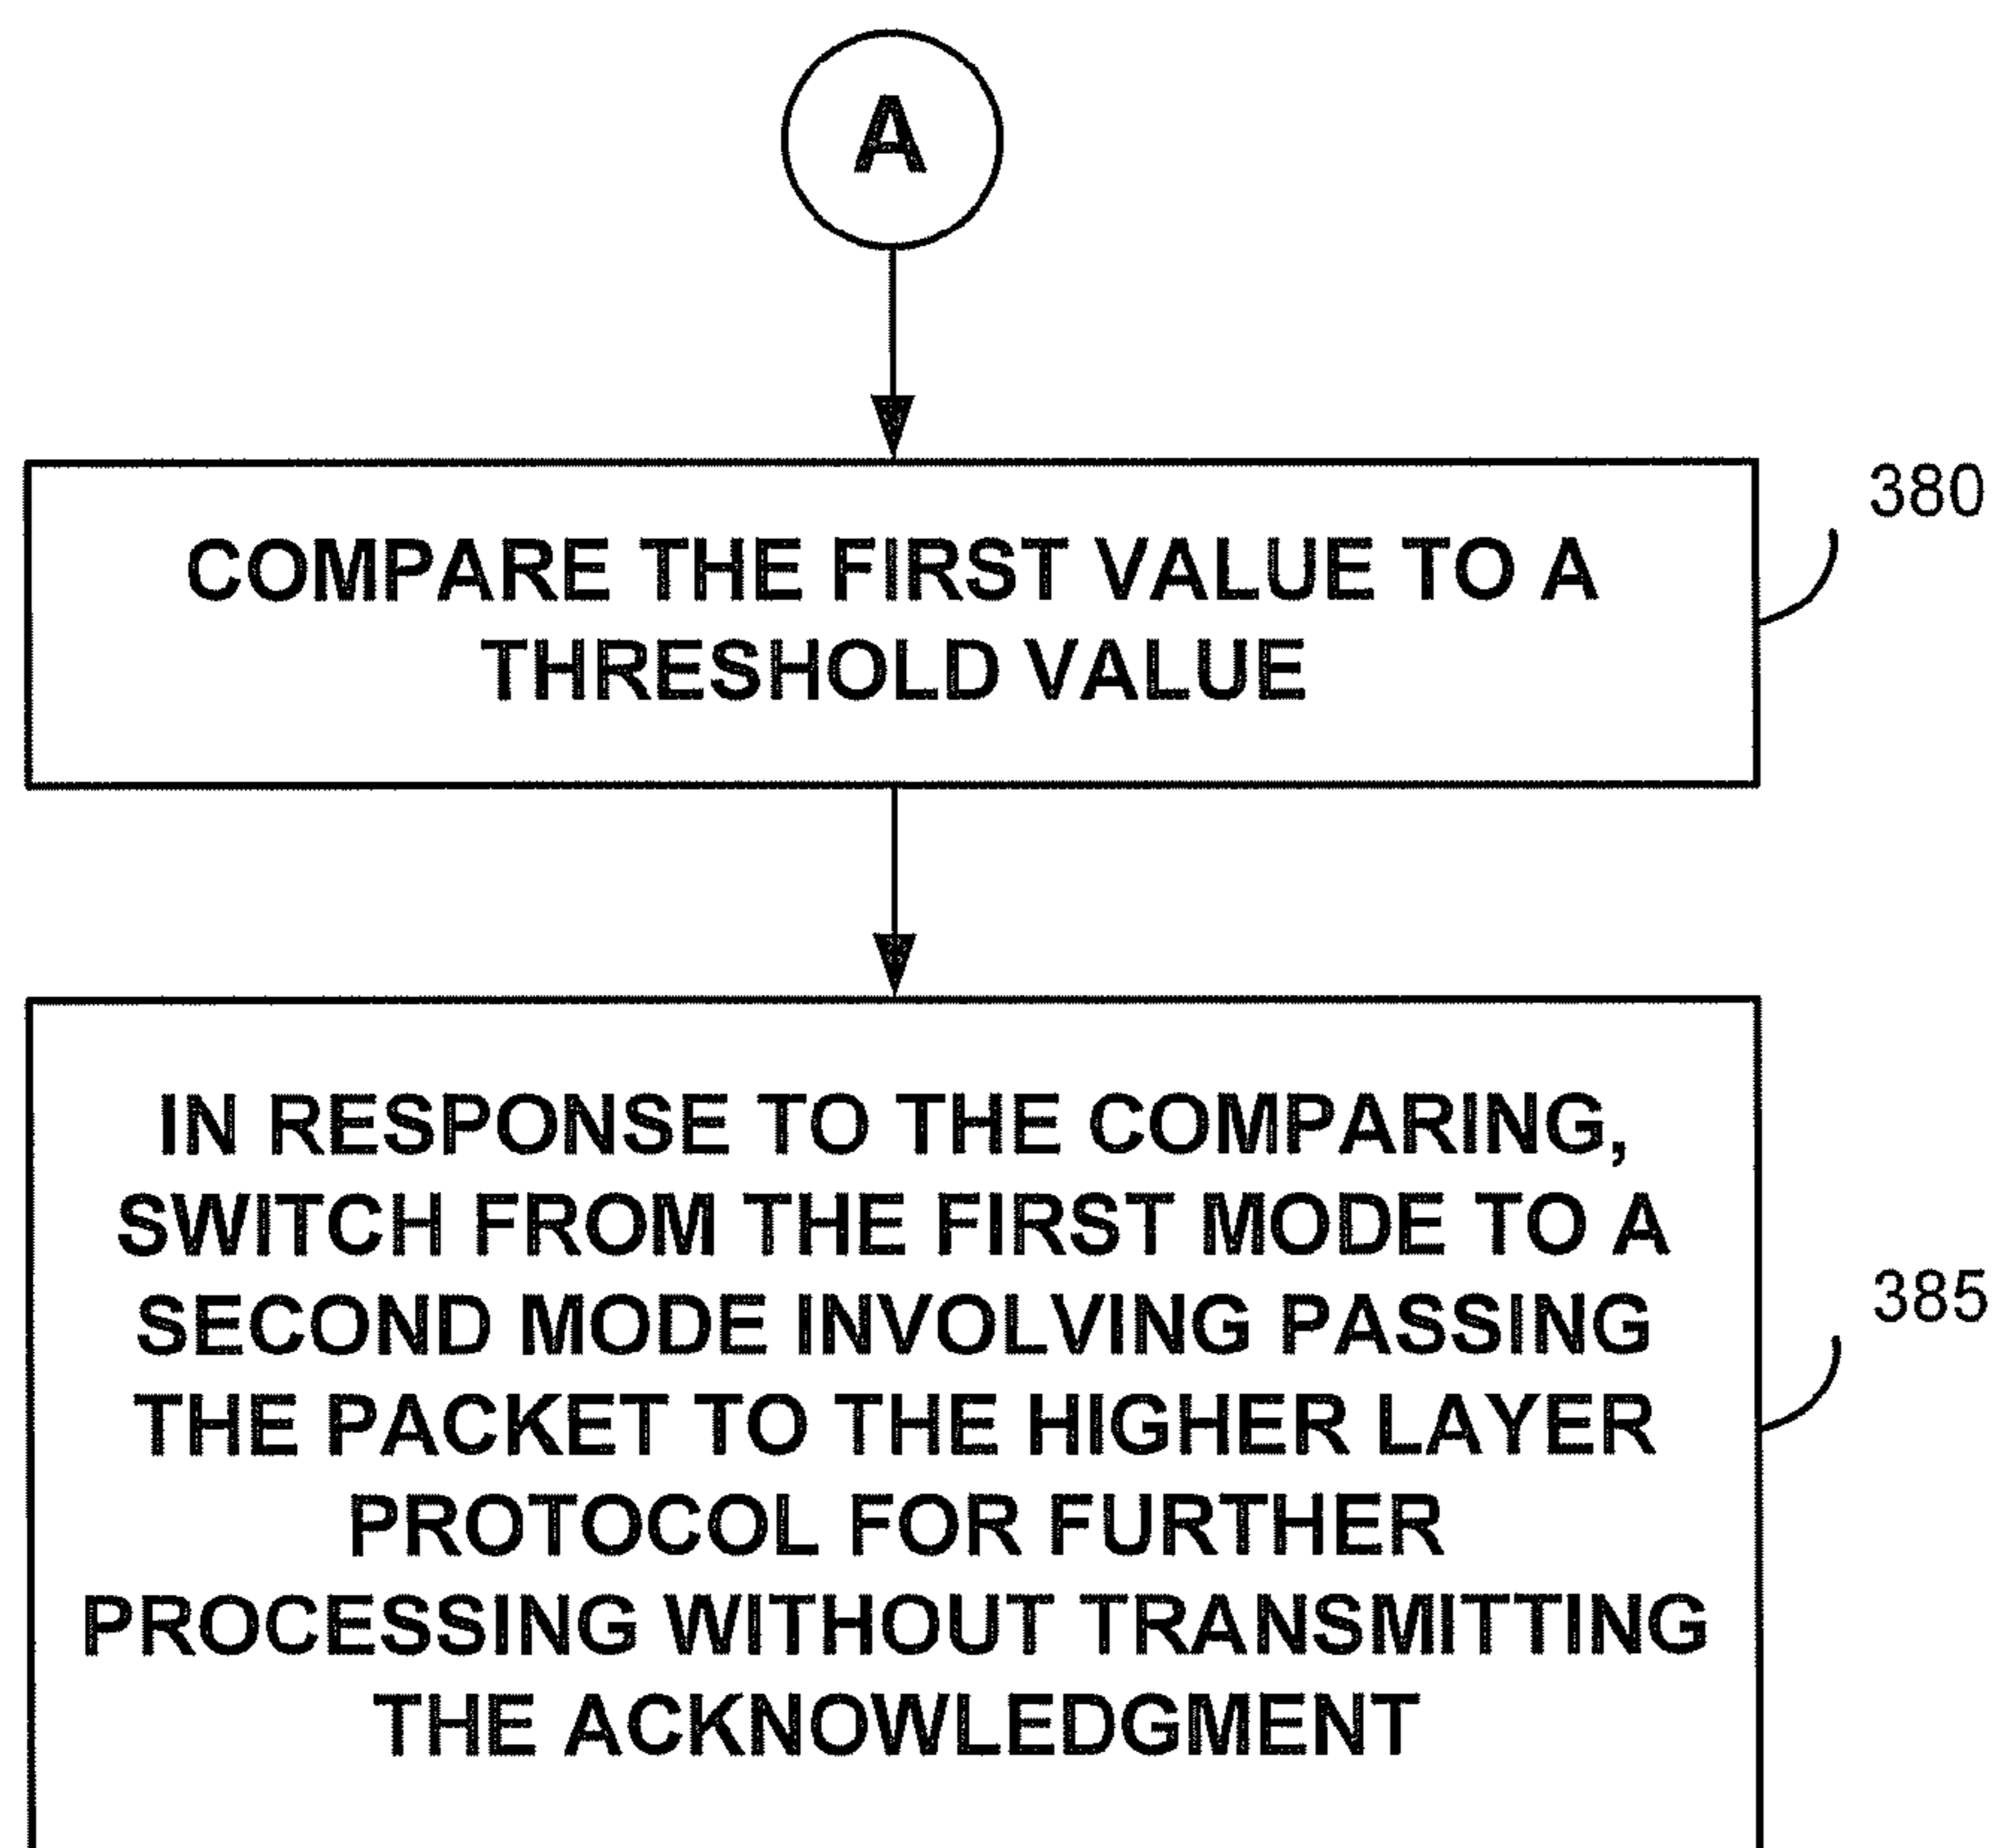 A
380
COMPARE THE FIRST VALUE TO A
THRESHOLD VALUE
IN RESPONSE TO THE COMPARING,
SWITCH FROM THE FIRST MODE TO A
SECOND MODE INVOLVING PASSING
385
THE PACKET TO THE HIGHER LAYER
PROTOCOL FOR FURTHER
PROCESSING WITHOUT TRANSMITTING
THE ACKNOWLEDGMENT